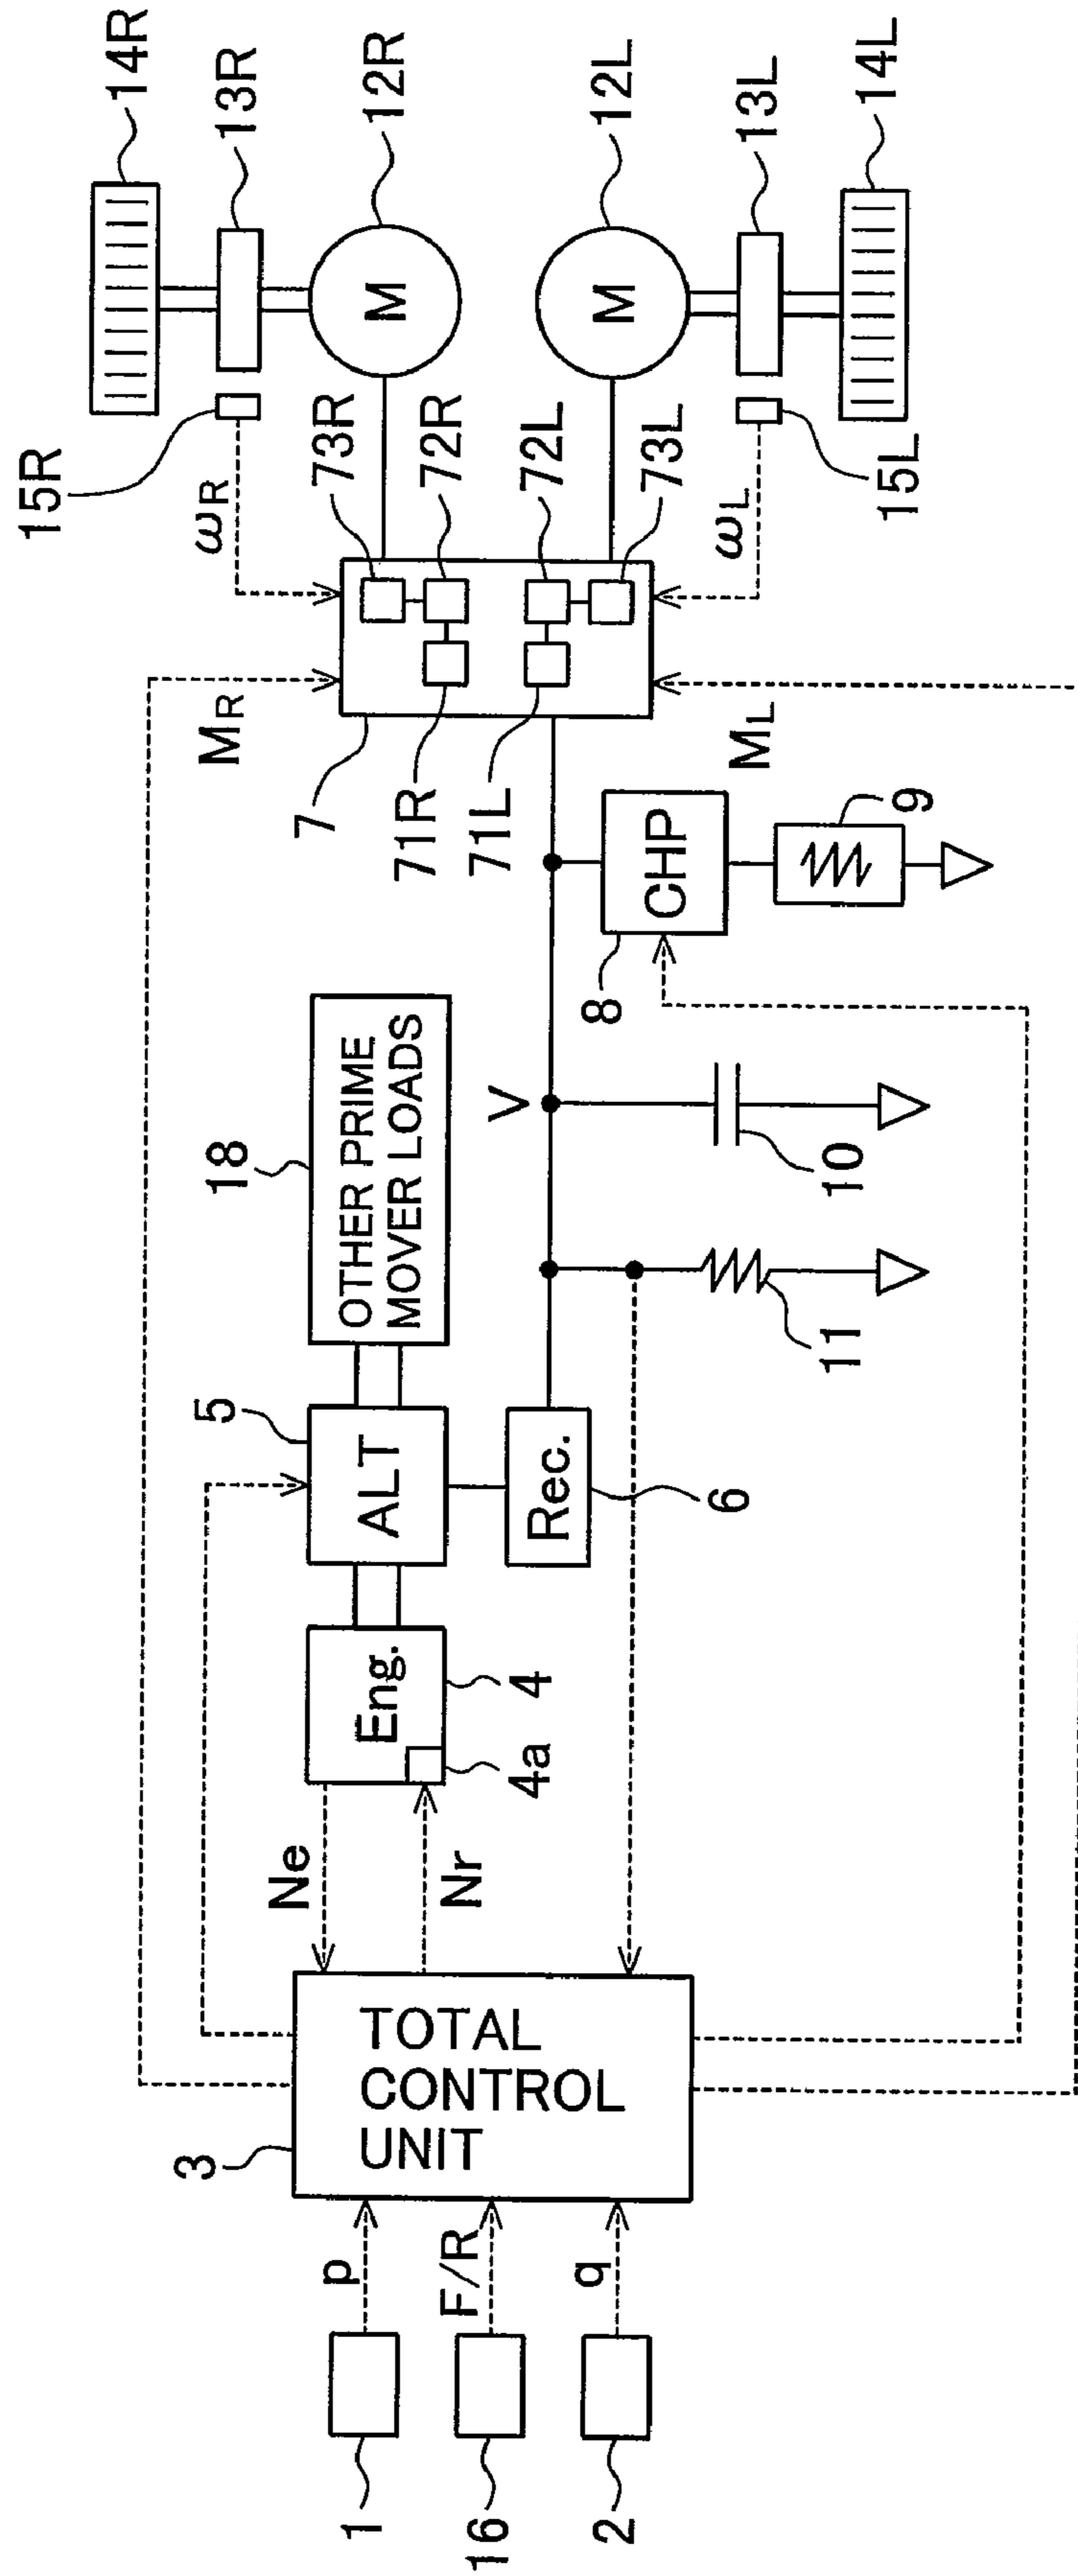 14R
13R
12R
12L
13L
14L
M
M
15R
ωR
73R
72R
72L
73L
ωL
15L
MR
7
71R
71L
ML
8
CHP
9
18
OTHER PRIME
MOVER LOADS
V
10
11
5
ALT
Rec.
6
Eng.
4
4a
Ne
Nr
3
TOTAL
CONTROL
UNIT
p
F/R
q
1
16
2